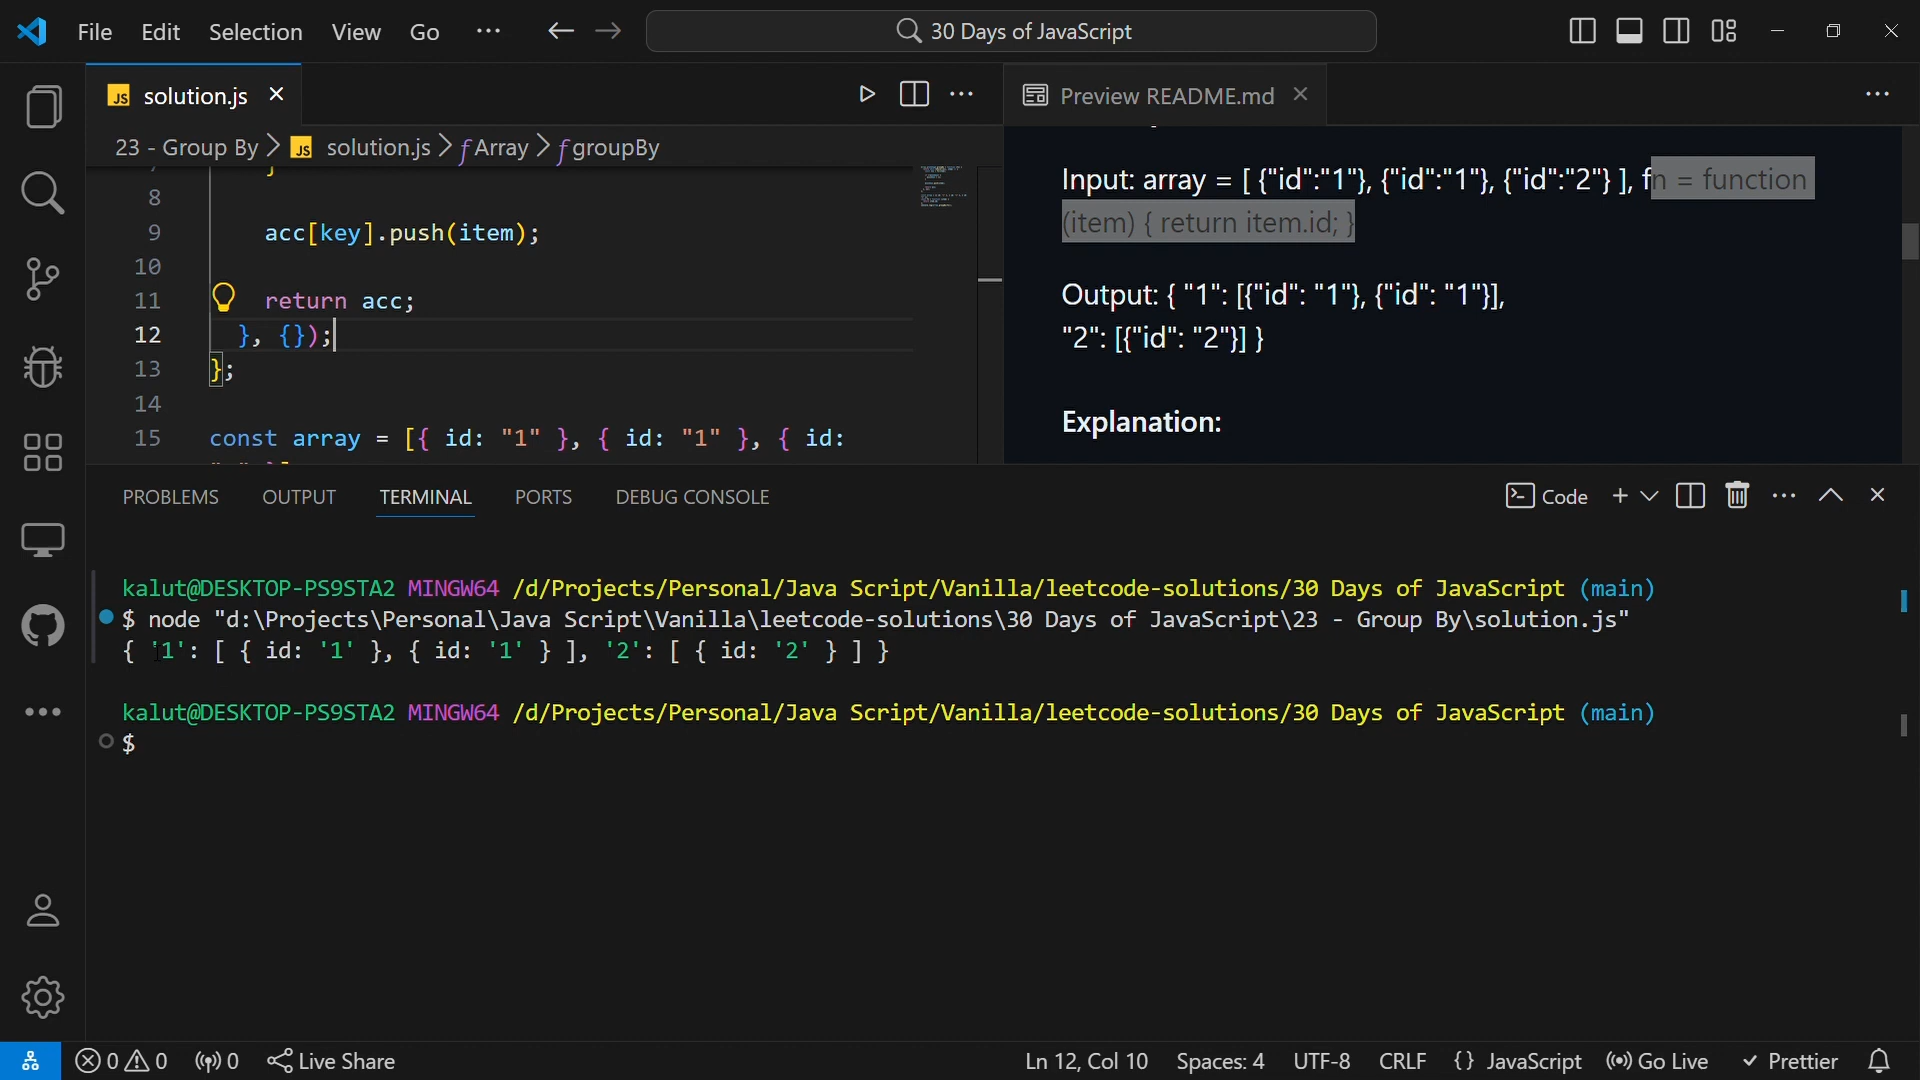 File Edit Selection View Go ··· 30 Days of JavaScript
JS solution.js
23 - Group By > JS solution.js > Array > groupBy
8
9 acc[key].push(item);
10
11 return acc;
12 }, {});
13 };
14
15 const array = [{ id: "1" }, { id: "1" }, { id:
Preview README.md
Input: array = [ {"id":"1"}, {"id":"1"}, {"id":"2"} ], fn = function
(item) { return item.id; }
Output: { "1": [{"id": "1"}, {"id": "1"}],
"2": [{"id": "2"}] }
Explanation:
PROBLEMS OUTPUT TERMINAL PORTS DEBUG CONSOLE Code
kalut@DESKTOP-PS9STA2 MINGW64 /d/Projects/Personal/Java Script/Vanilla/leetcode-solutions/30 Days of JavaScript (main)
$ node "d:\Projects\Personal\Java Script\Vanilla\leetcode-solutions\30 Days of JavaScript\23 - Group By\solution.js"
{ '1': [ { id: '1' }, { id: '1' } ], '2': [ { id: '2' } ] }
kalut@DESKTOP-PS9STA2 MINGW64 /d/Projects/Personal/Java Script/Vanilla/leetcode-solutions/30 Days of JavaScript (main)
$
0 0 0 Live Share Ln 12, Col 10 Spaces: 4 UTF-8 CRLF {} JavaScript Go Live Prettier